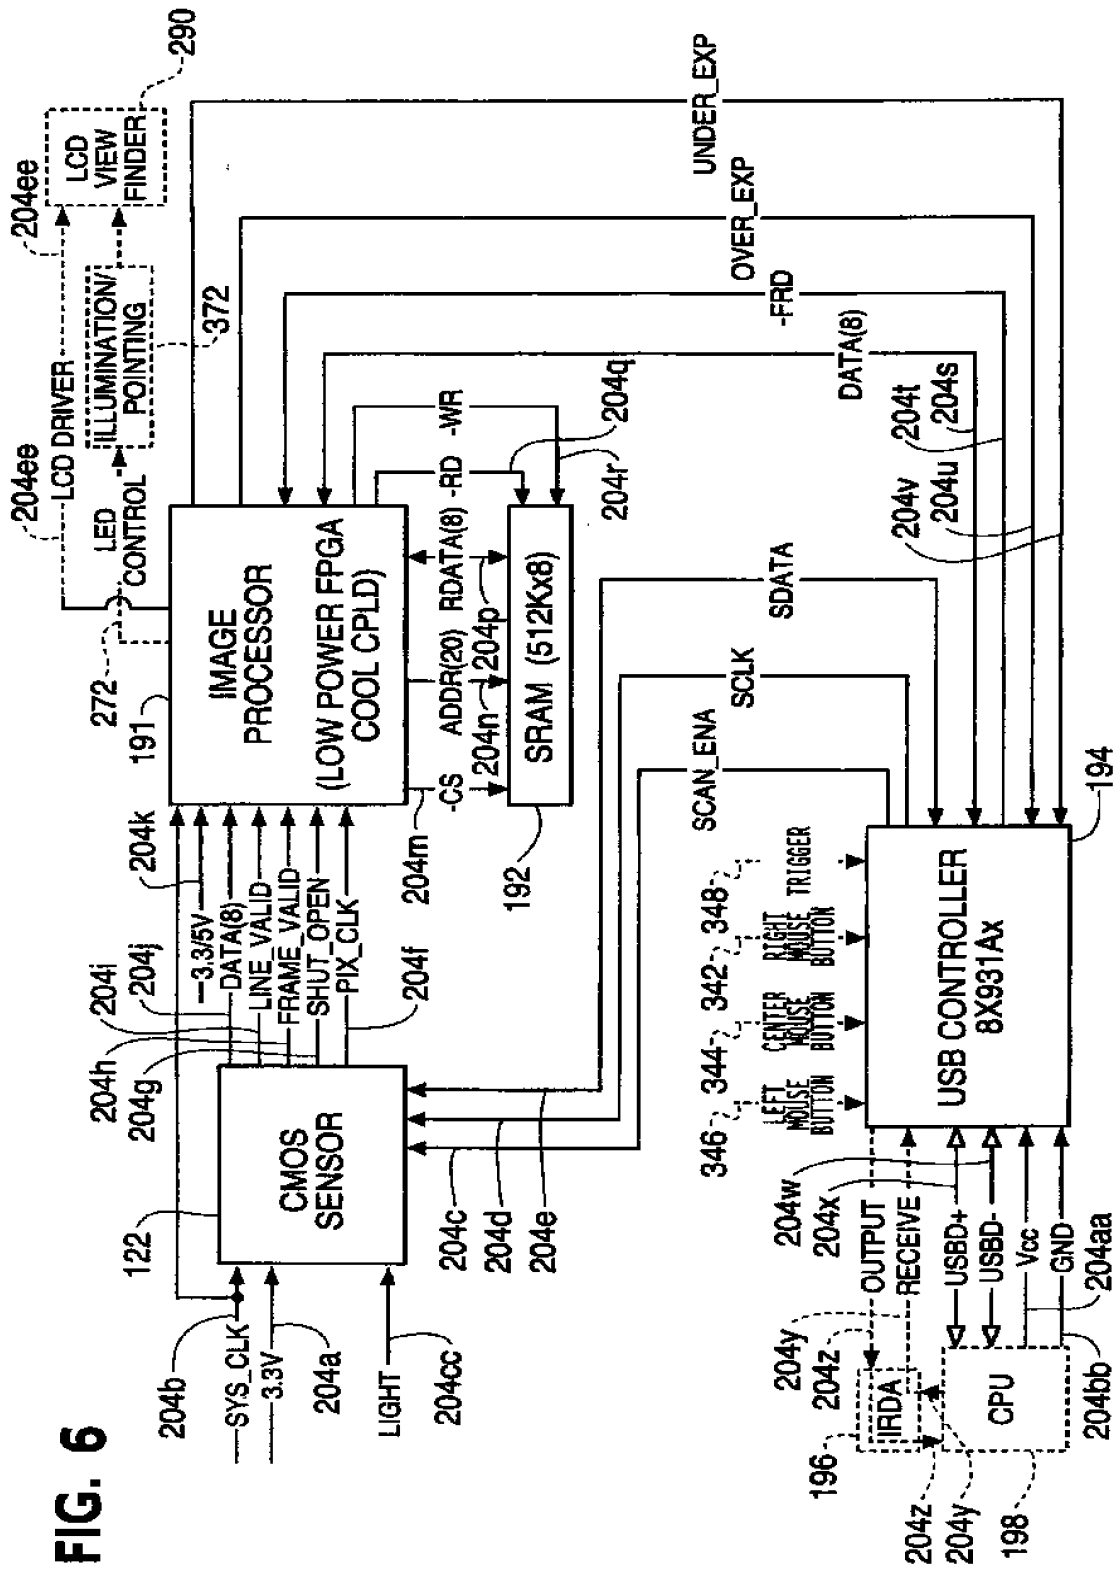 FIG. 6
204ee
204ee
LCD DRIVER
LCD
VIEW
FINDER
290
272
LED
CONTROL
ILLUMINATION/
POINTING
372
204b
SYS_CLK
3.3V
204a
LIGHT
204cc
122
CMOS
SENSOR
204h
204i
204g
204j
204k
3.3/5V
DATA(8)
LINE_VALID
FRAME_VALID
SHUT_OPEN
PIX_CLK
204f
191
IMAGE
PROCESSOR
(LOW POWER FPGA
COOL CPLD)
204m
-CS
ADDR(20)
204n
RDATA(8)
204p
-RD
-WR
204q
204r
192
SRAM (512Kx8)
204c
204d
204e
SCAN_ENA
SCLK
SDATA
DATA(8)
-FRD
OVER_EXP
UNDER_EXP
204v
204u
204t
204s
346
LEFT
MOUSE
BUTTON
344
CENTER
MOUSE
BUTTON
342
RIGHT
MOUSE
BUTTON
348
TRIGGER
USB CONTROLLER
8X931Ax
194
196
IRDA
204z
204y
204y
204z
OUTPUT
RECEIVE
204w
204x
USBD+
USBD-
Vcc
GND
204aa
204bb
CPU
198